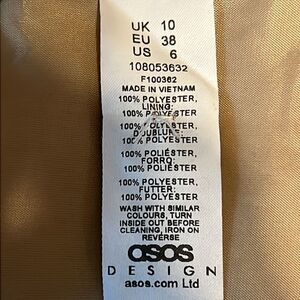 UK 10
EU 38
US 6
108053632
F100362
MADE IN VIETNAM
100% POLYESTER,
LINING:
100% POLYESTER
100% POLYESTER,
DOUBLURE:
100% POLYESTER
100% POLIÉSTER,
FORRO:
100% POLIÉSTER
100% POLYESTER,
FUTTER:
100% POLYESTER
WASH WITH SIMILAR
COLOURS, TURN
INSIDE OUT BEFORE
CLEANING, IRON ON
REVERSE
asos
DESIGN
asos.com Ltd